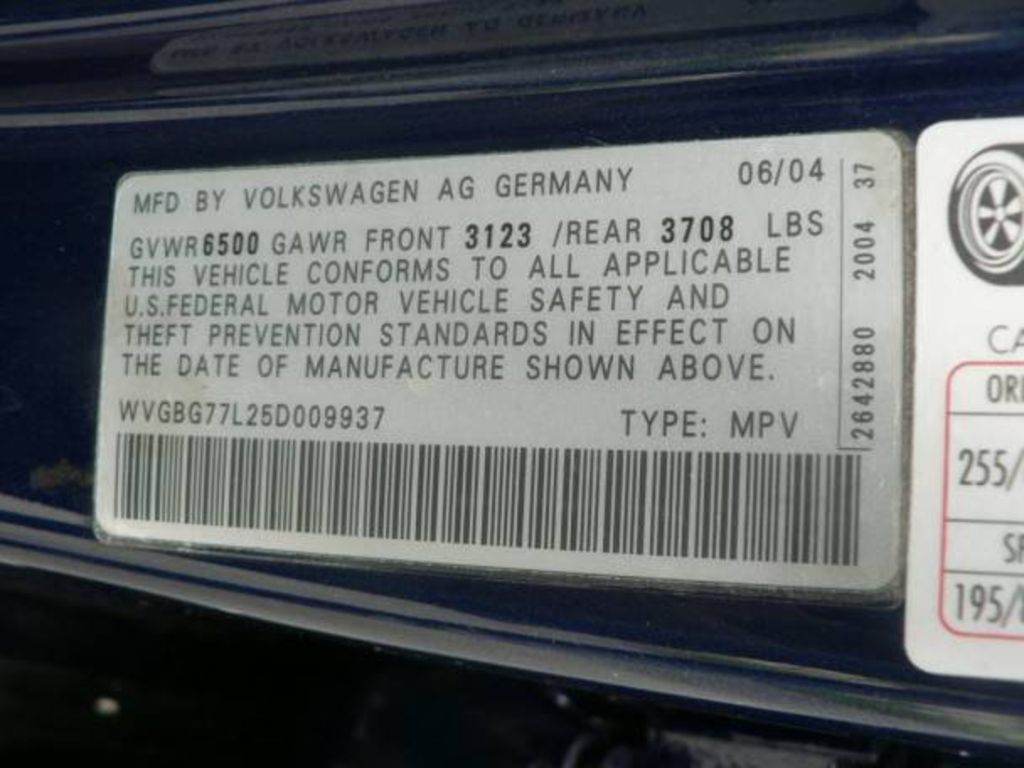 MFD BY VOLKSWAGEN AG GERMANY 06/04
GVWR6500 GAWR FRONT 3123 /REAR 3708 LBS
THIS VEHICLE CONFORMS TO ALL APPLICABLE
U.S.FEDERAL MOTOR VEHICLE SAFETY AND
THEFT PREVENTION STANDARDS IN EFFECT ON
THE DATE OF MANUFACTURE SHOWN ABOVE.
WVGBG77L25D009937 TYPE: MPV
2642880 2004 37
255/
195/